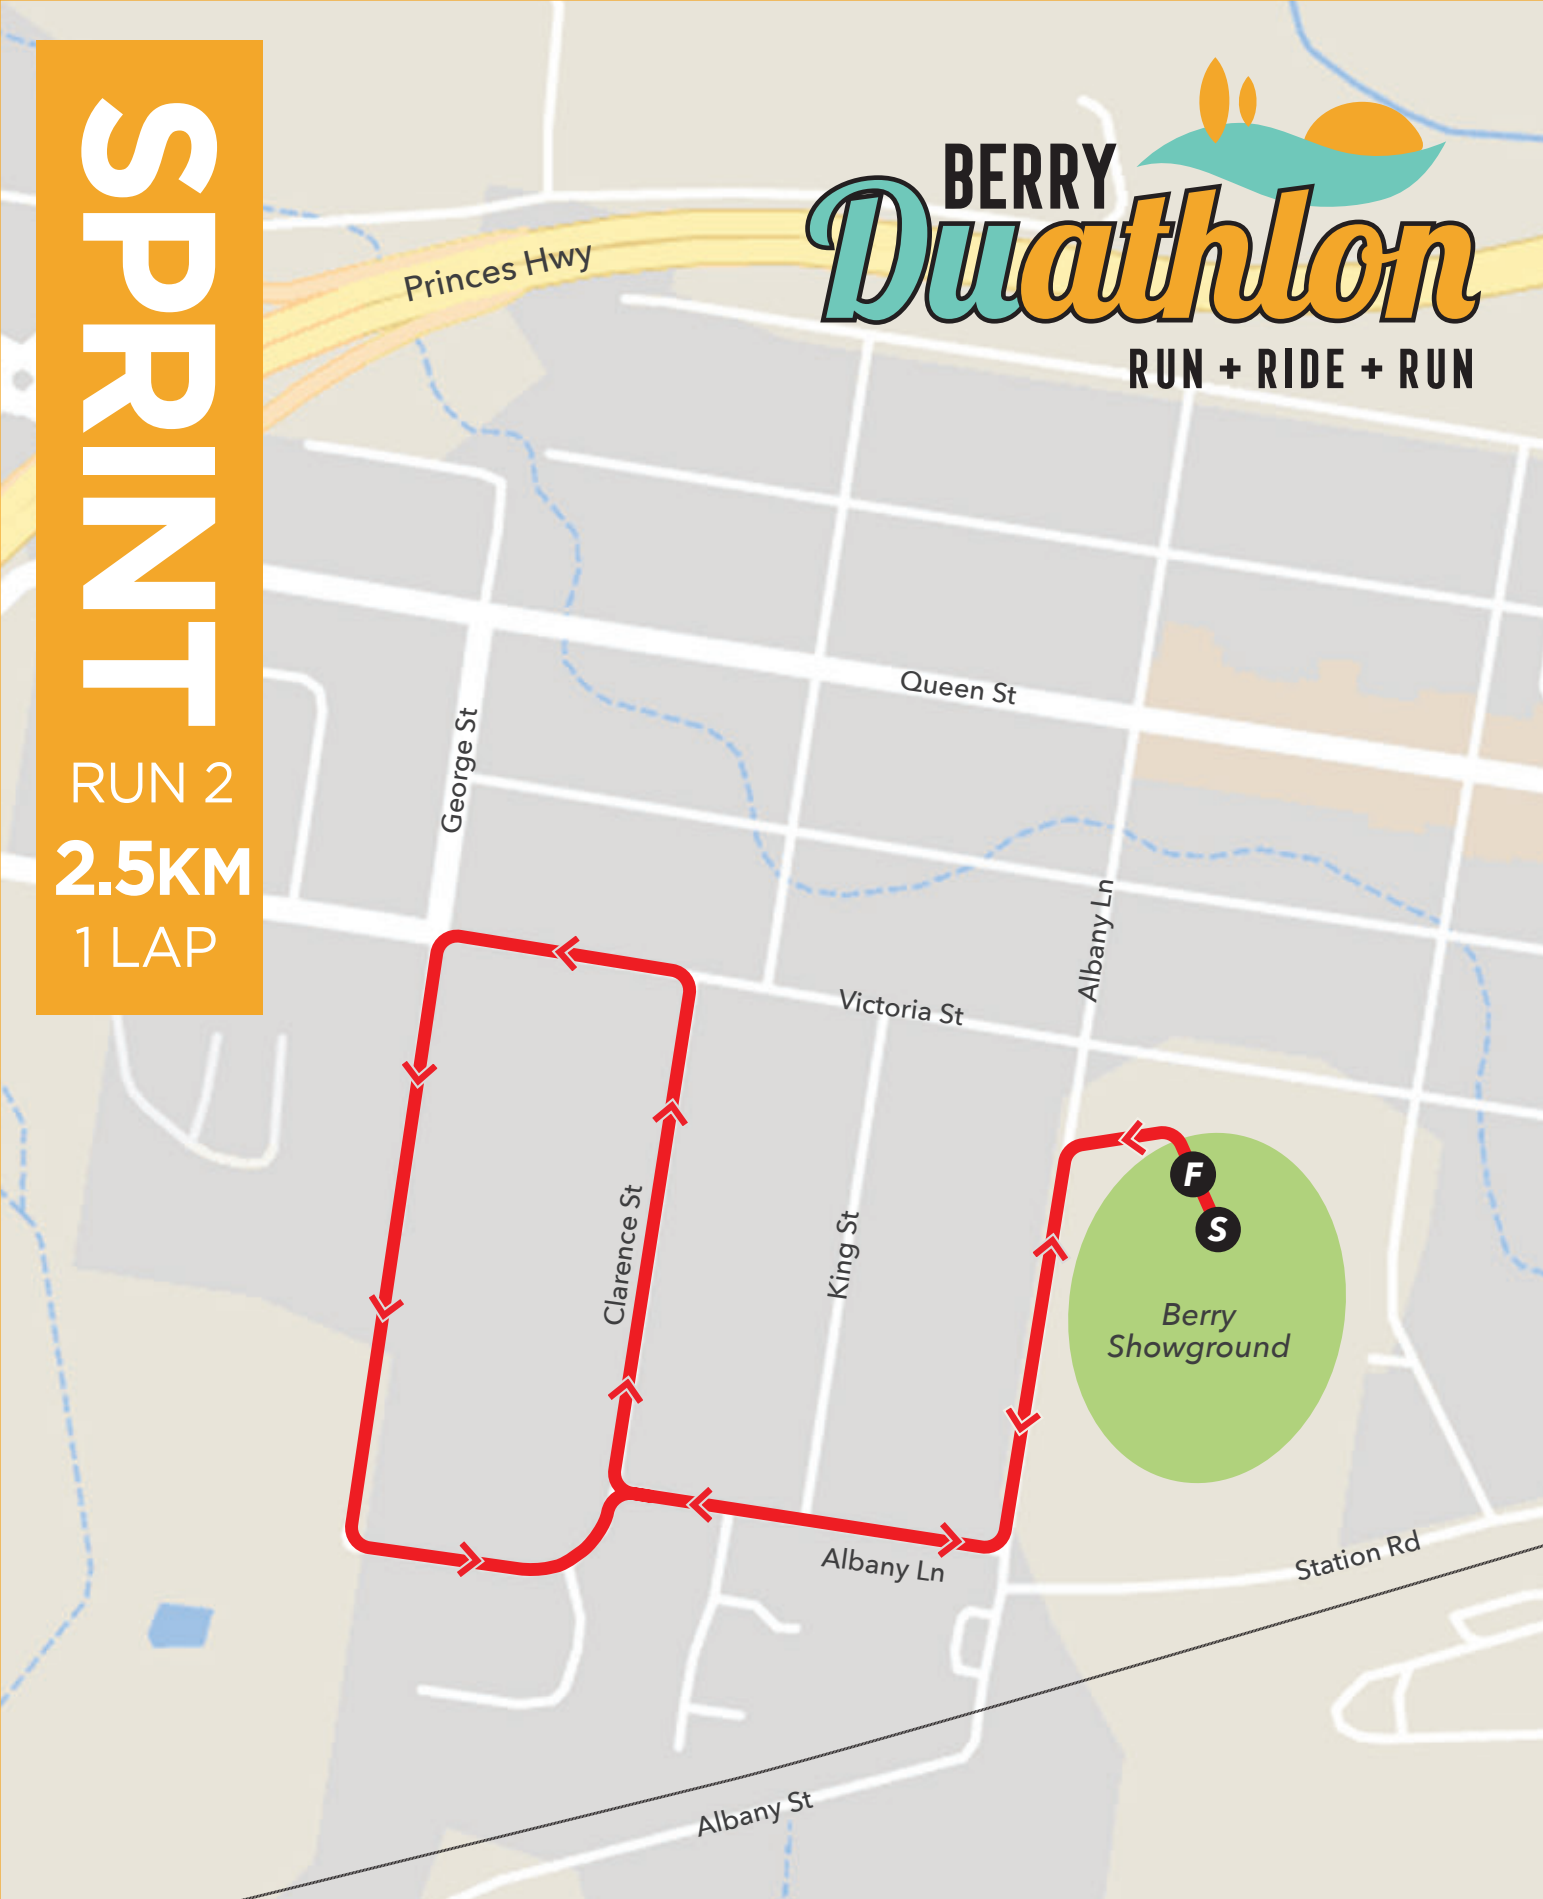 SPRINT
RUN 2
2.5KM
1 LAP
BERRY
Duathlon
RUN + RIDE + RUN
Princes Hwy
Queen St
George St
Albany Ln
Victoria St
Clarence St
King St
F
S
Berry
Showground
Albany Ln
Station Rd
Albany St